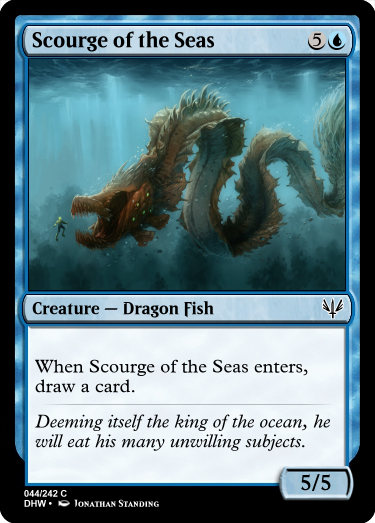 Scourge of the Seas 5
Creature — Dragon Fish
When Scourge of the Seas enters,
draw a card.
Deeming itself the king of the ocean, he
will eat his many unwilling subjects.
5/5
044/242 C
DHW • Jonathan Standing